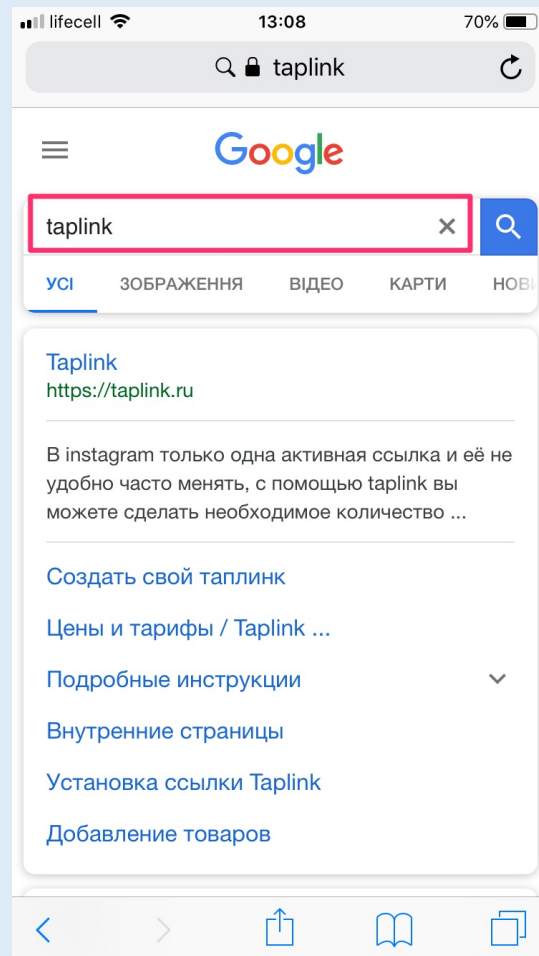 lifecell 13:08 70%
taplink
Google
taplink
УСІ ЗОБРАЖЕННЯ ВІДЕО КАРТИ НОВИ
Taplink
https://taplink.ru
В instagram только одна активная ссылка и её не
удобно часто менять, с помощью taplink вы
можете сделать необходимое количество ...
Создать свой таплинк
Цены и тарифы / Taplink ...
Подробные инструкции
Внутренние страницы
Установка ссылки Taplink
Добавление товаров